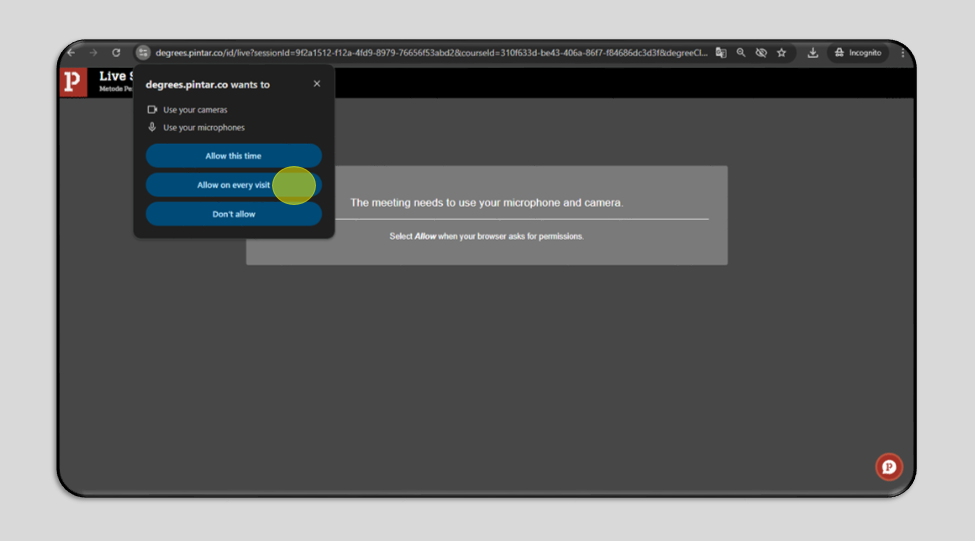 degrees.pintar.co/id/live?sessionId=9f2a1512-f12a-4fd9-8979-76656f53abd2&courseId=310f633d-be43-406a-86f7-f84686dc3d3f&degreeCl...
Incognito
P
Live S
Metode Pe
degrees.pintar.co wants to
Use your cameras
Use your microphones
Allow this time
Allow on every visit
Don't allow
The meeting needs to use your microphone and camera.
Select Allow when your browser asks for permissions.
P